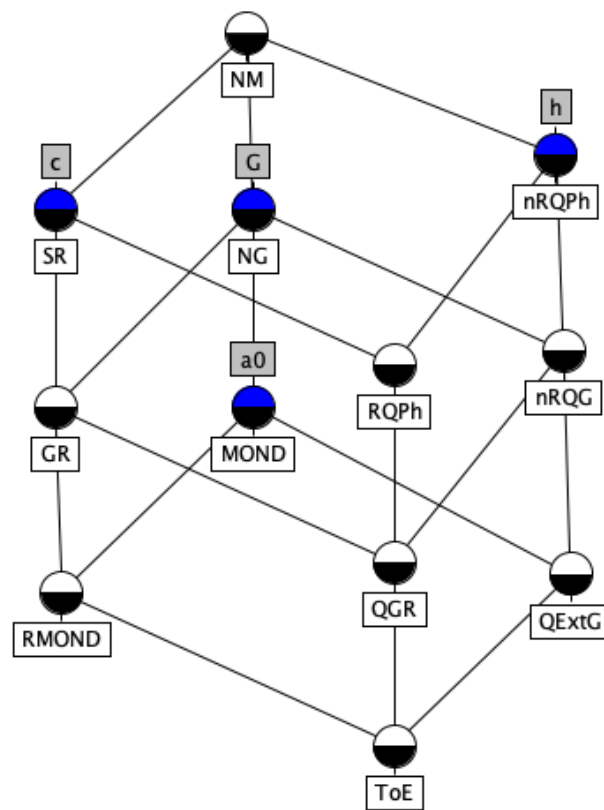 NM
h
c
G
nRQPh
SR
NG
a0
RQPh
nRQG
GR
MOND
QGR
QExtG
RMOND
ToE